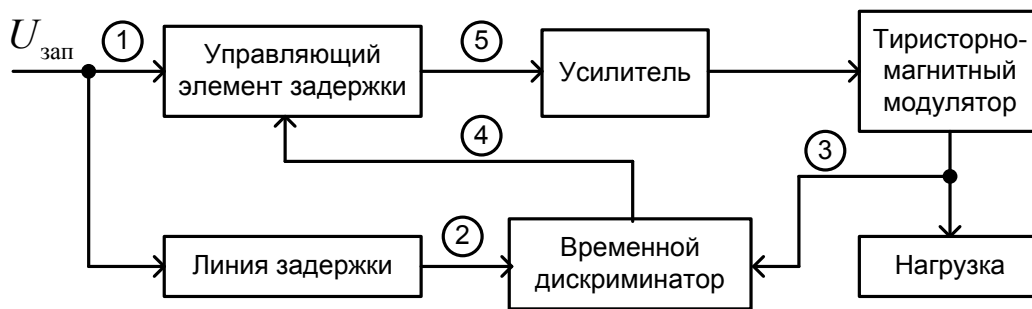 U зап
1
Управляющий
элемент задержки
5
Усилитель
Тиристорно-
магнитный
модулятор
4
3
Линия задержки
2
Временной
дискриминатор
Нагрузка